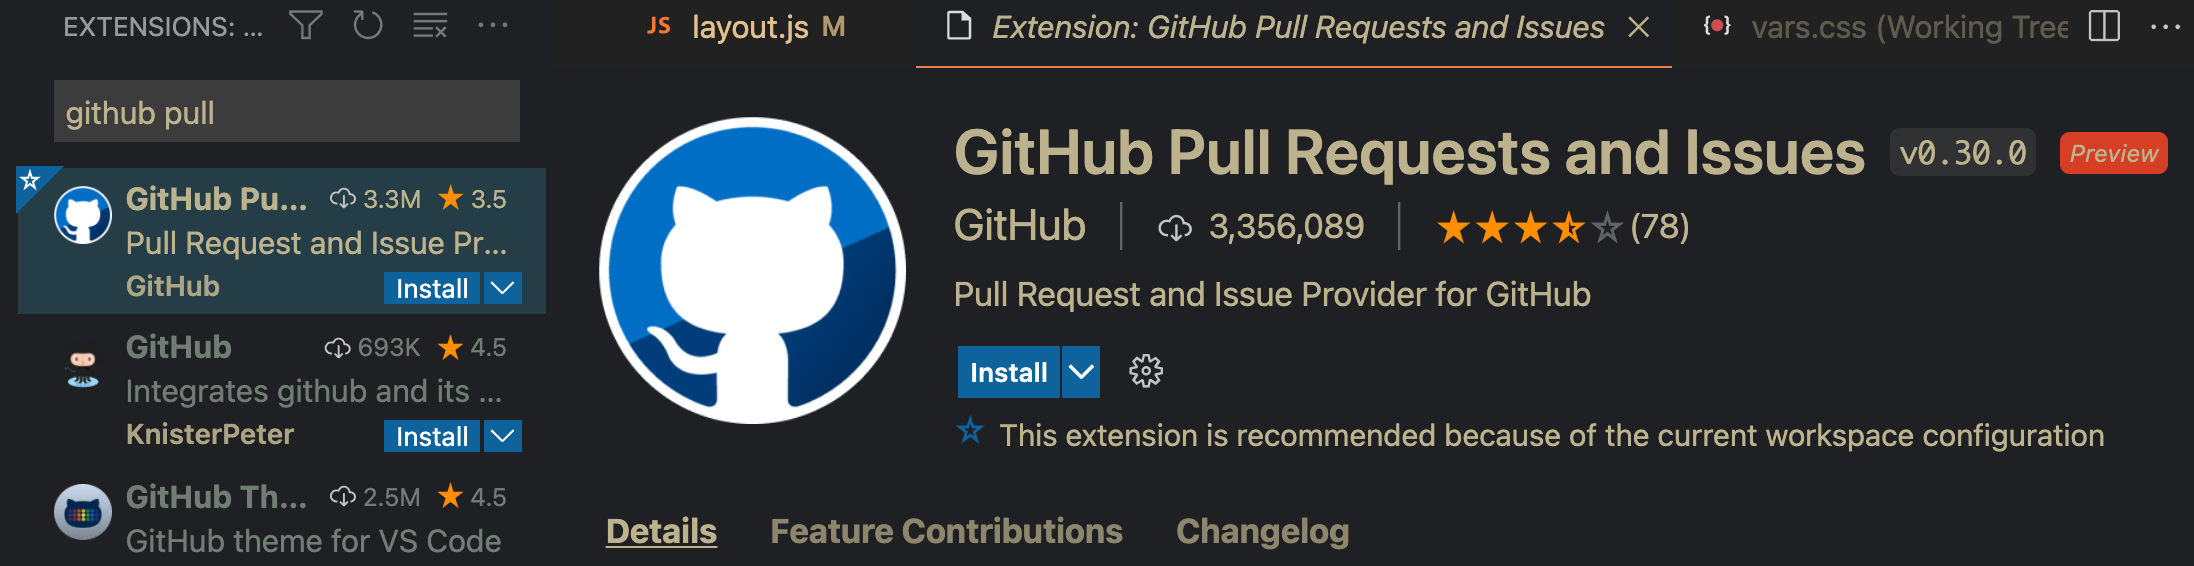 EXTENSIONS: ...
github pull
GitHub Pu... 3.3M 3.5
Pull Request and Issue Pr...
GitHub Install
GitHub 693K 4.5
Integrates github and its ...
KnisterPeter Install
GitHub Th... 2.5M 4.5
GitHub theme for VS Code
JS layout.js M
Extension: GitHub Pull Requests and Issues
vars.css (Working Tree
GitHub Pull Requests and Issues v0.30.0 Preview
GitHub 3,356,089 (78)
Pull Request and Issue Provider for GitHub
Install
This extension is recommended because of the current workspace configuration
Details Feature Contributions Changelog